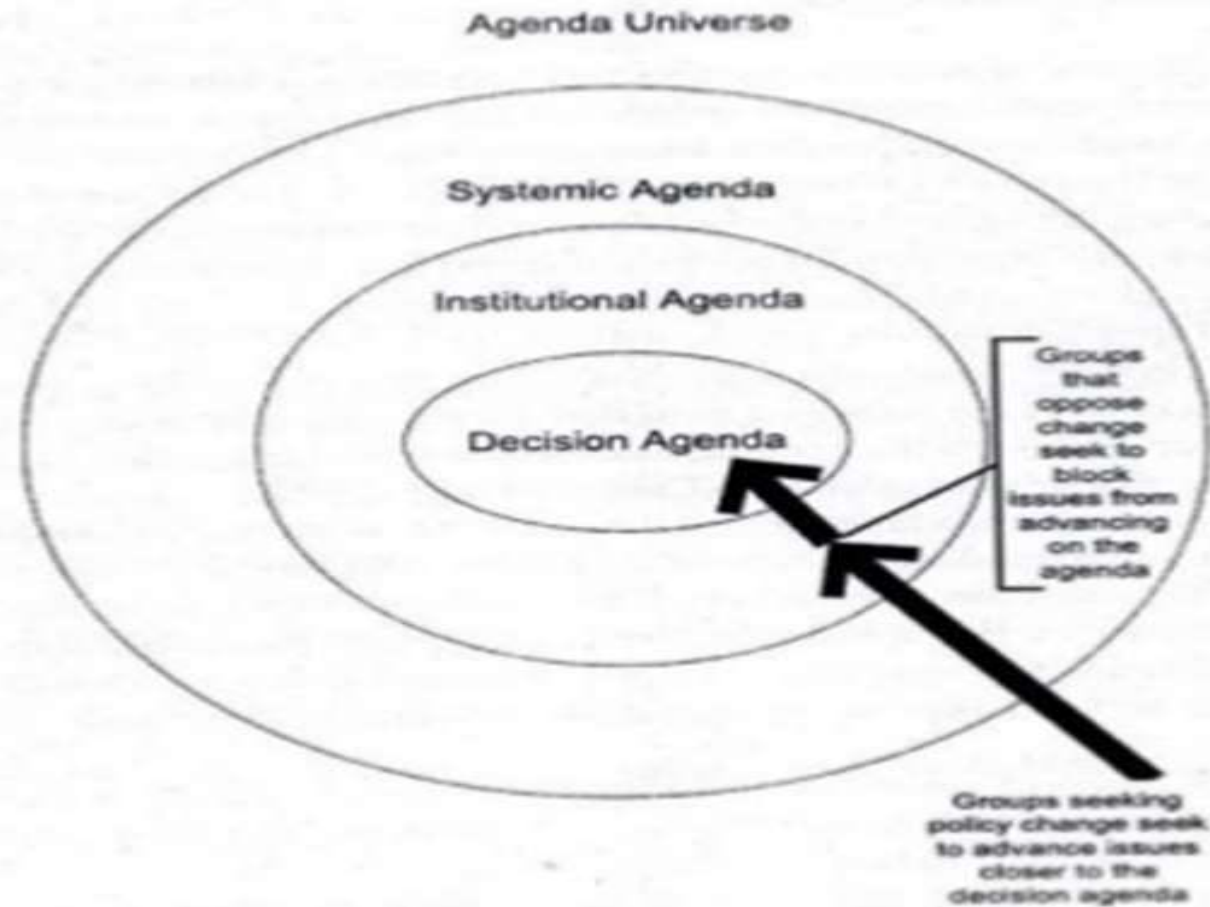 Agenda Universe
Systemic Agenda
Institutional Agenda
Decision Agenda
Groups
that
oppose
change
seek to
block
issues from
advancing
on the
agenda
Groups seeking
policy change seek
to advance issues
closer to the
decision agenda